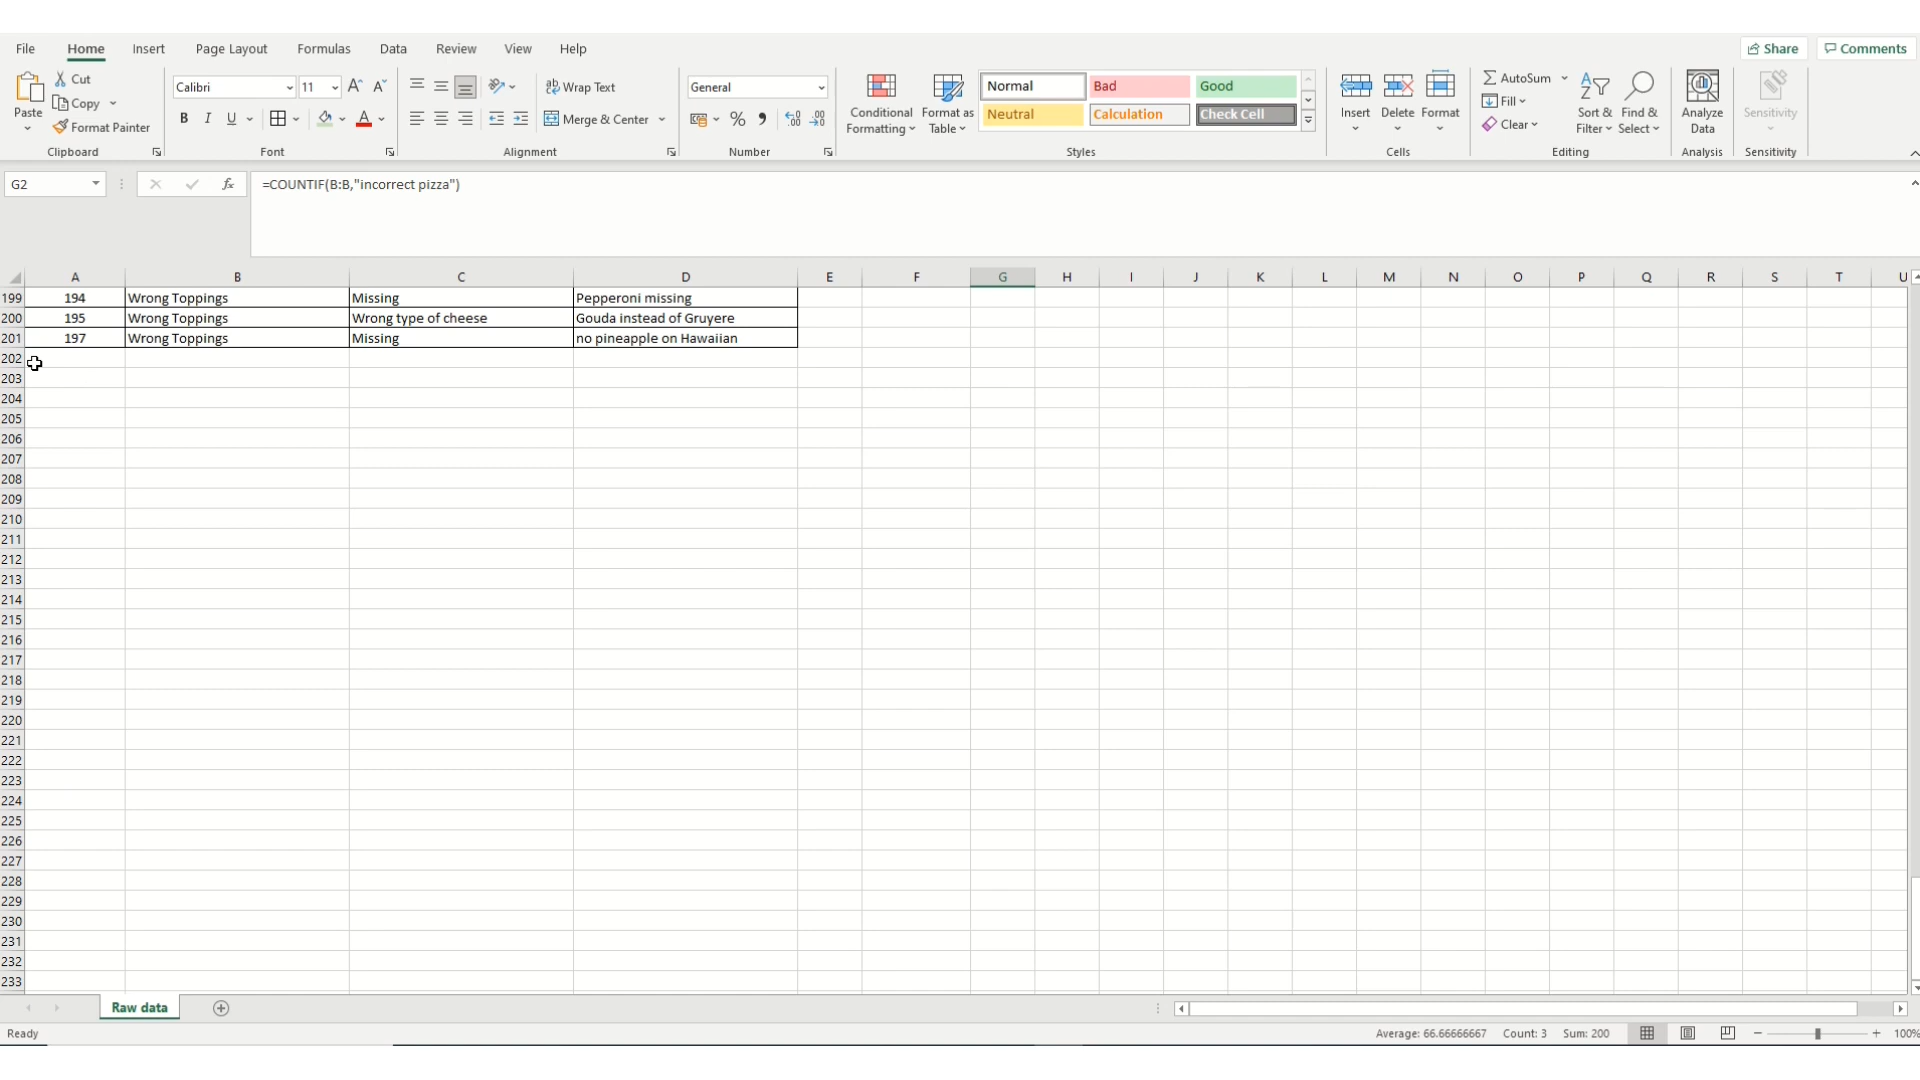 File Home Insert Page Layout Formulas Data Review View Help Share Comments
Paste Cut Copy Format Painter Clipboard
Calibri 11 A A B I U A Font
Wrap Text Merge & Center Alignment
General % Number
Conditional Formatting Format as Table Normal Bad Good Neutral Calculation Check Cell Styles
Insert Delete Format Cells
AutoSum Fill Clear Sort & Filter Find & Select Editing
Analyze Data Analysis
Sensitivity Sensitivity
G2 fx =COUNTIF(B:B,"incorrect pizza")
A B C D E F G H I J K L M N O P Q R S T U
199 194 Wrong Toppings Missing Pepperoni missing
200 195 Wrong Toppings Wrong type of cheese Gouda instead of Gruyere
201 197 Wrong Toppings Missing no pineapple on Hawaiian
202
203
204
205
206
207
208
209
210
211
212
213
214
215
216
217
218
219
220
221
222
223
224
225
226
227
228
229
230
231
232
233
Raw data
Ready Average: 66.66666667 Count: 3 Sum: 200 100%